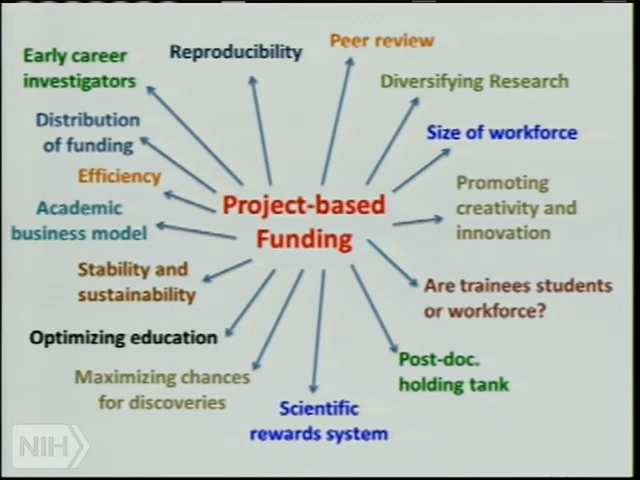 Early career
investigators
Reproducibility
Peer review
Diversifying Research
Distribution
of funding
Size of workforce
Efficiency
Promoting
creativity and
innovation
Project-based
Funding
Academic
business model
Stability and
sustainability
Are trainees students
or workforce?
Optimizing education
Post-doc.
holding tank
Maximizing chances
for discoveries
Scientific
rewards system
NIH